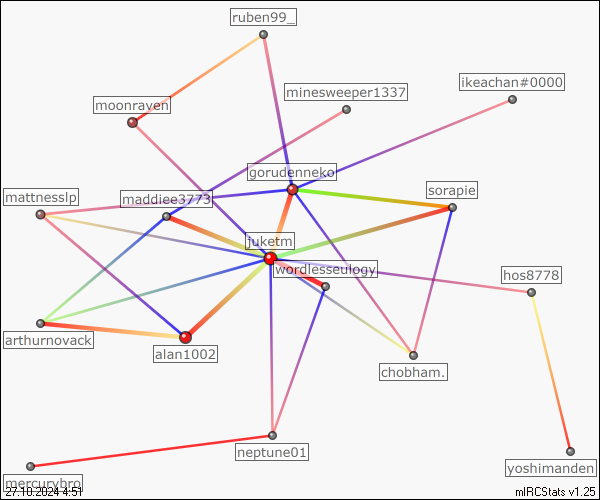 ruben99_
ikeachan#0000
minesweeper1337
moonraven
gorudenneko
sorapie
mattnesslp
maddiee3773
juketm
wordlesseulogy
hos8778
arthurnovack
alan1002
chobham.
neptune01
yoshimanden
mercurybro
27.10.2024 4:51
mIRCStats v1.25